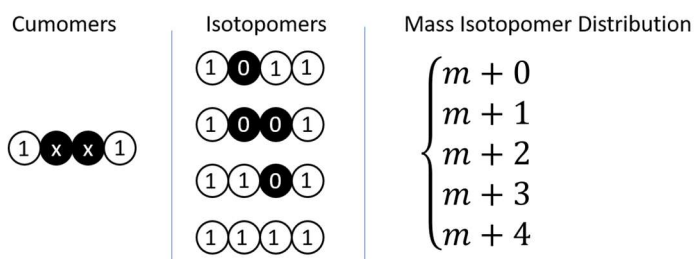 Cumomers
Isotopomers
Mass Isotopomer Distribution
1 x x 1
1 0 1 1
1 0 0 1
1 1 0 1
1 1 1 1
m + 0
m + 1
m + 2
m + 3
m + 4